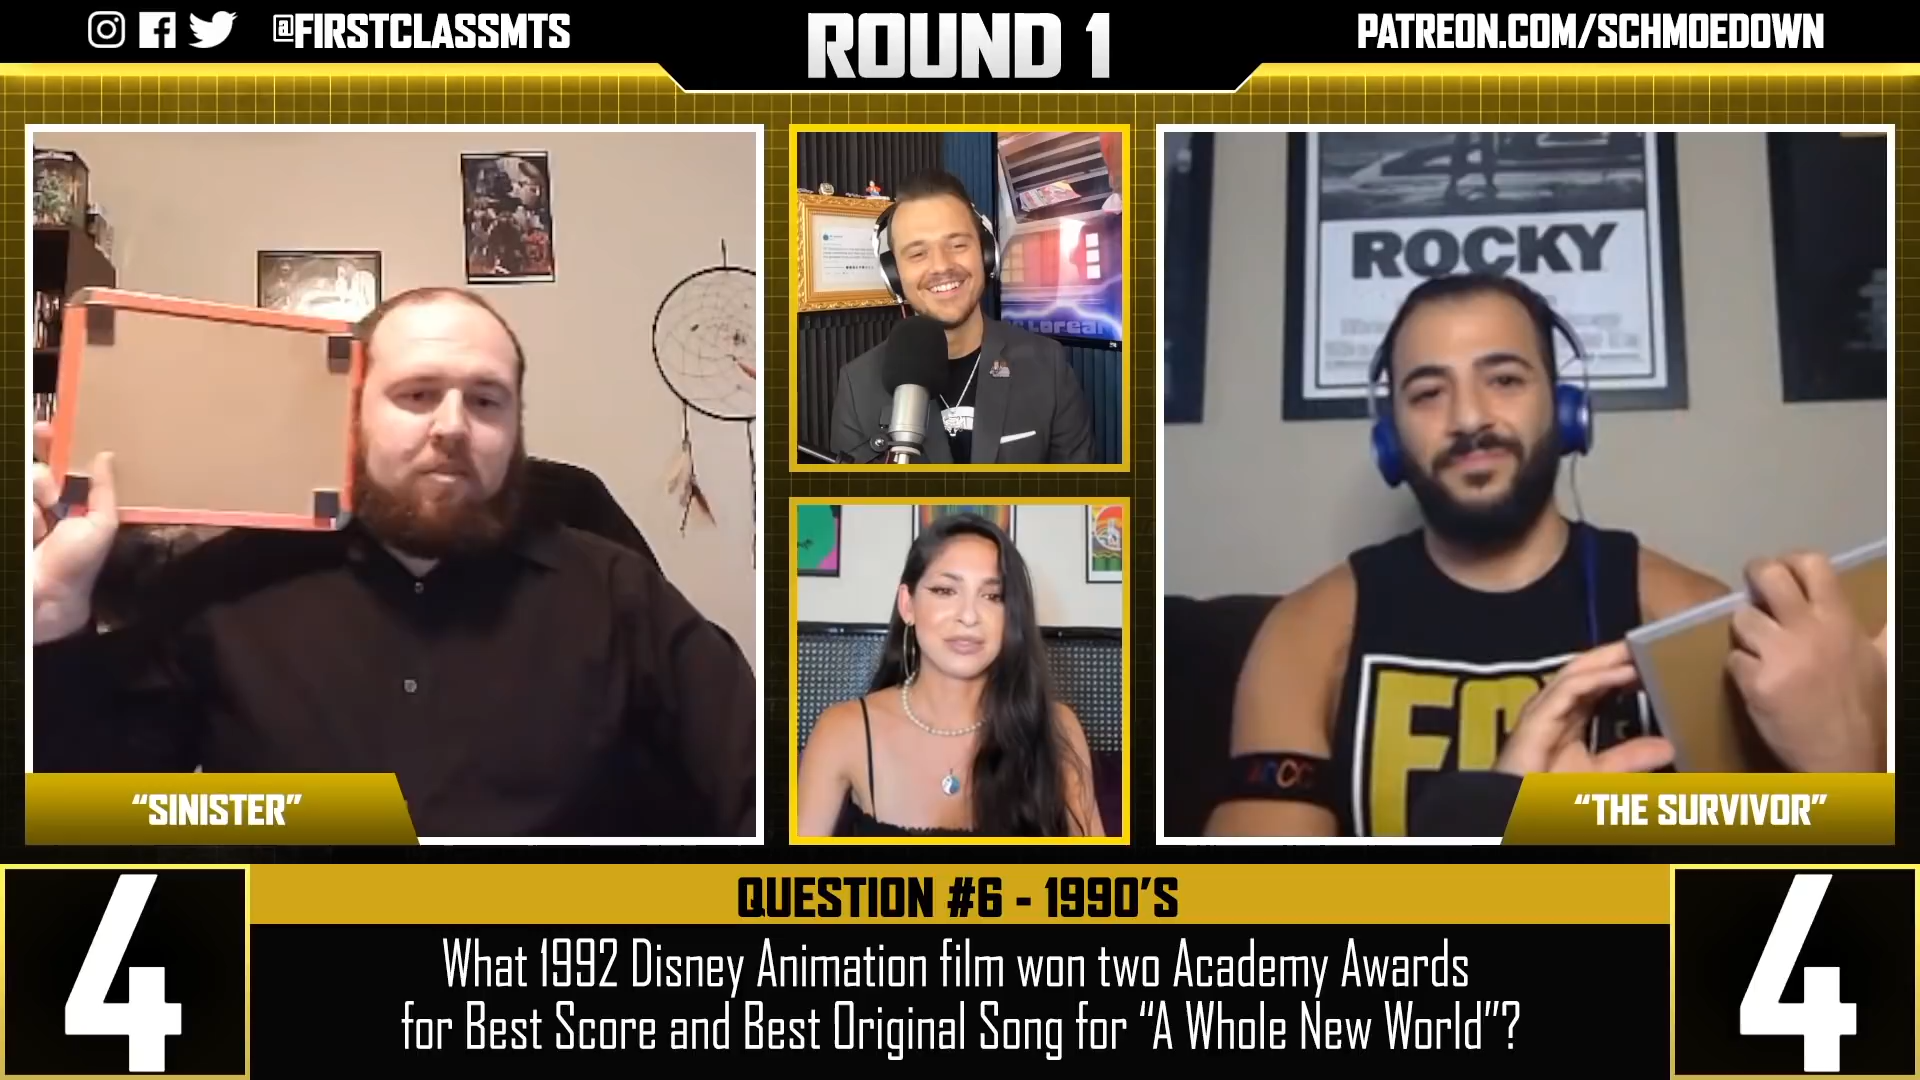 @FIRSTCLASSMTS
ROUND 1
PATREON.COM/SCHMOEDOWN
ROCKY
"SINISTER"
"THE SURVIVOR"
4
QUESTION #6 - 1990'S
What 1992 Disney Animation film won two Academy Awards
for Best Score and Best Original Song for "A Whole New World"?
4